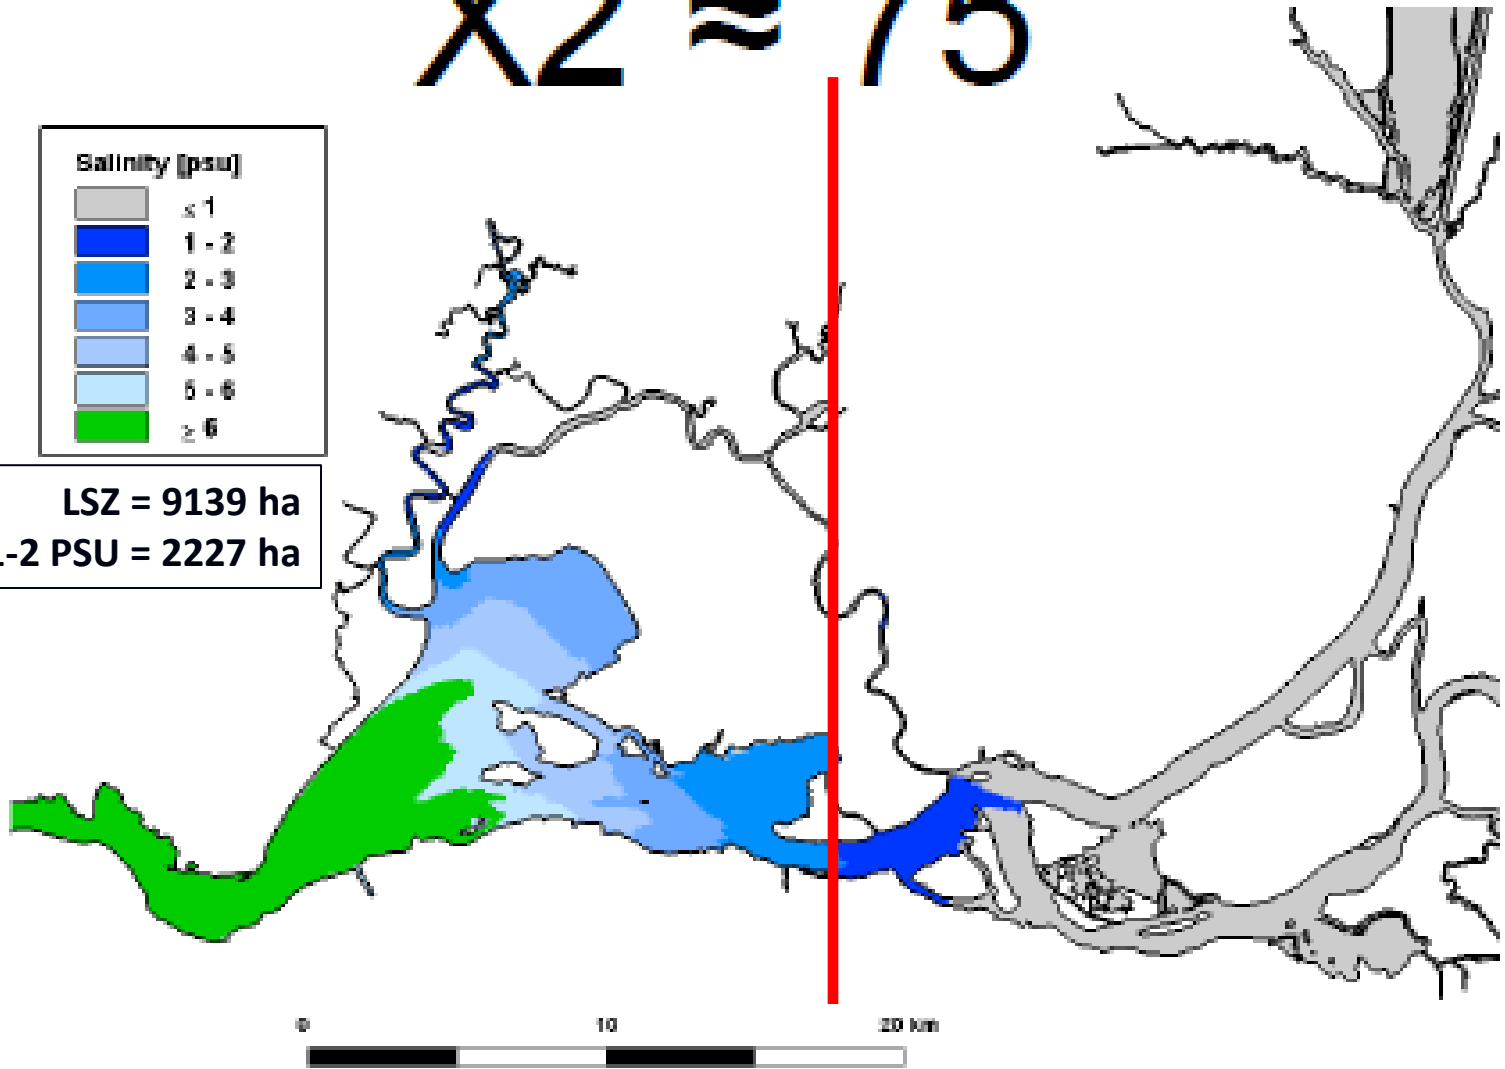 X2 ≈ 75
Salinity [psu]
≤ 1
1 - 2
2 - 3
3 - 4
4 - 5
5 - 6
≥ 6
LSZ = 9139 ha
1-2 PSU = 2227 ha
0 10 20 km